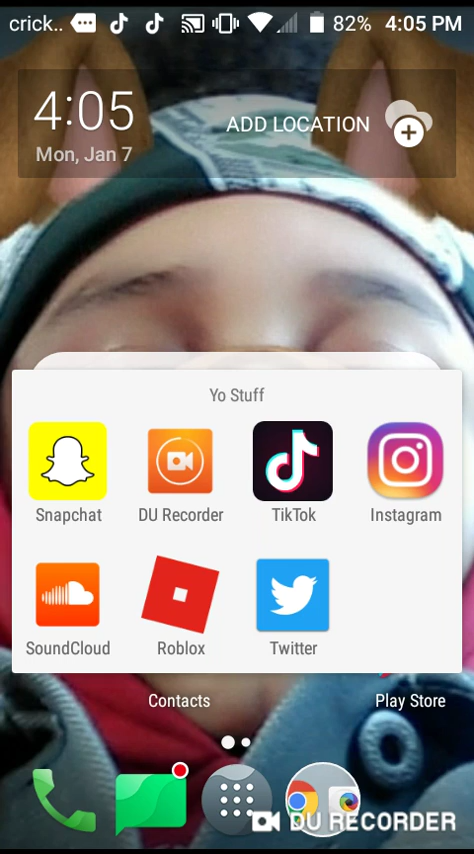 crick.. 82% 4:05 PM
4:05
ADD LOCATION
Mon, Jan 7
Yo Stuff
Snapchat DU Recorder TikTok Instagram
SoundCloud Roblox Twitter
Contacts Play Store
DU RECORDER